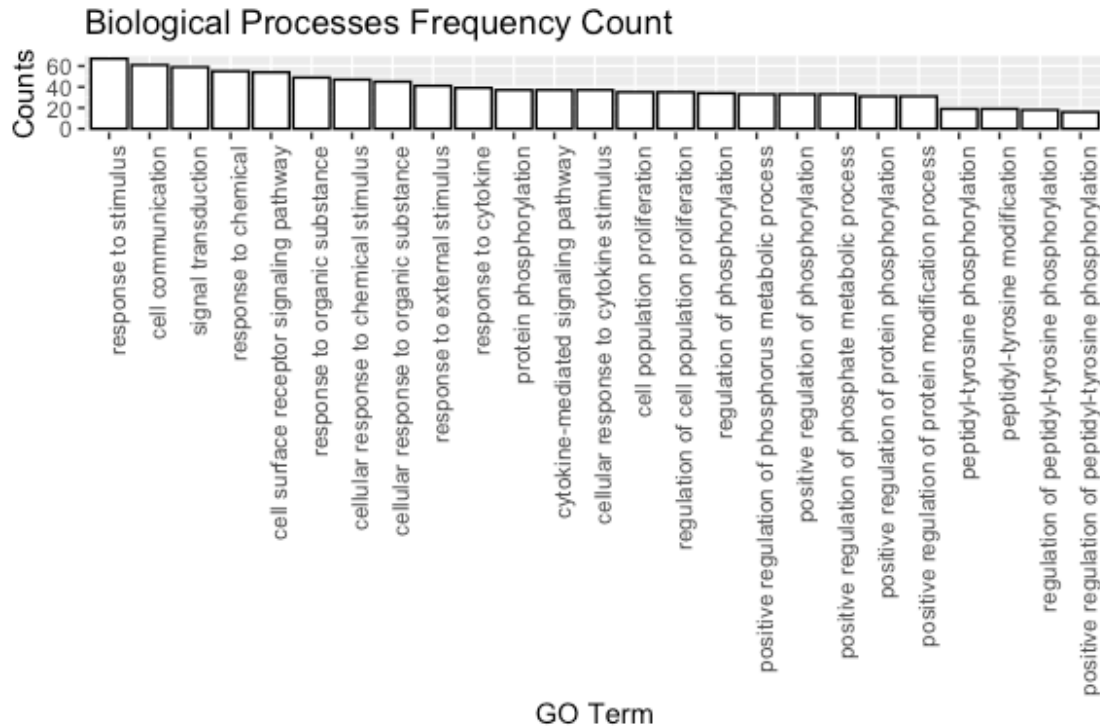 Biological Processes Frequency Count
Counts
60
40
20
0
response to stimulus
cell communication
signal transduction
response to chemical
cell surface receptor signaling pathway
response to organic substance
cellular response to chemical stimulus
cellular response to organic substance
response to external stimulus
response to cytokine
protein phosphorylation
cytokine-mediated signaling pathway
cellular response to cytokine stimulus
cell population proliferation
regulation of cell population proliferation
regulation of phosphorylation
positive regulation of phosphorus metabolic process
positive regulation of phosphorylation
positive regulation of phosphate metabolic process
positive regulation of protein phosphorylation
positive regulation of protein modification process
peptidyl-tyrosine phosphorylation
peptidyl-tyrosine modification
regulation of peptidyl-tyrosine phosphorylation
positive regulation of peptidyl-tyrosine phosphorylation
GO Term